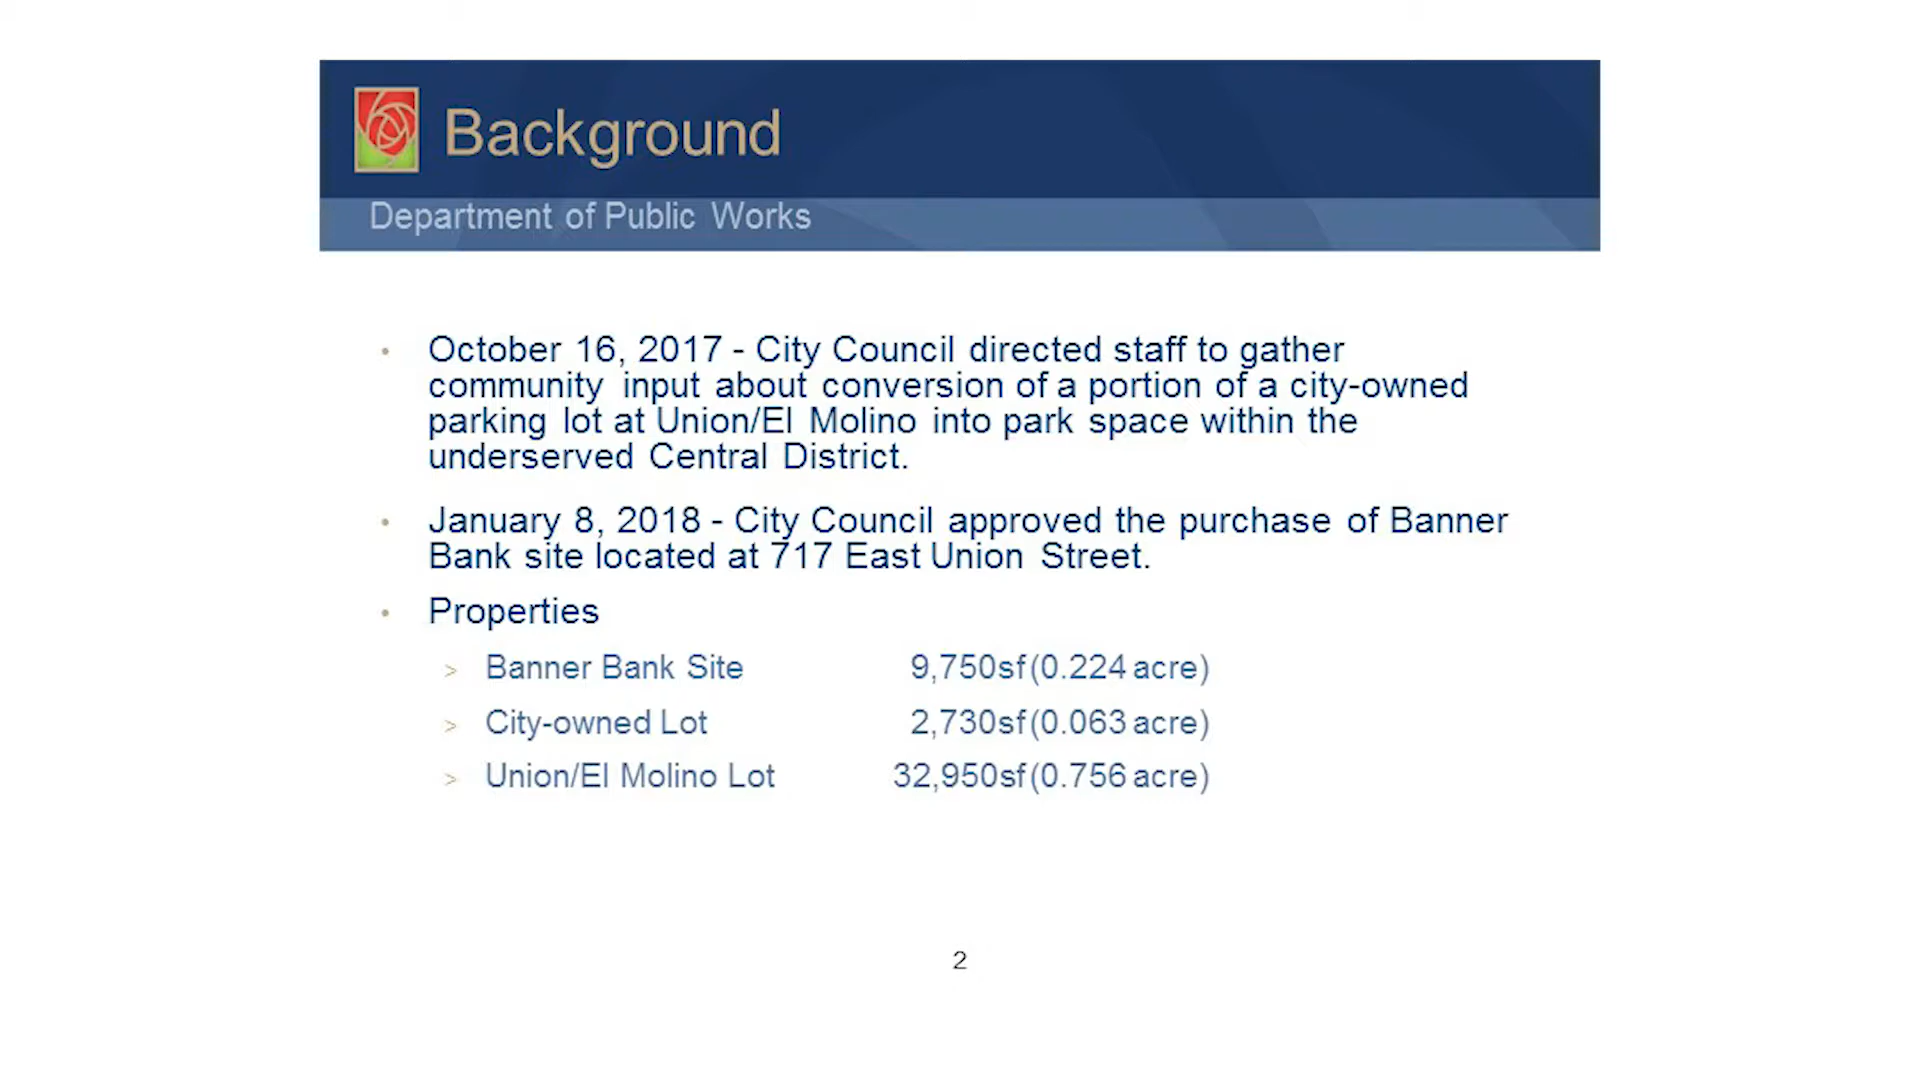 Background
Department of Public Works
• October 16, 2017 - City Council directed staff to gather
community input about conversion of a portion of a city-owned
parking lot at Union/El Molino into park space within the
underserved Central District.
• January 8, 2018 - City Council approved the purchase of Banner
Bank site located at 717 East Union Street.
• Properties
> Banner Bank Site 9,750sf (0.224 acre)
> City-owned Lot 2,730sf (0.063 acre)
> Union/El Molino Lot 32,950sf (0.756 acre)
2